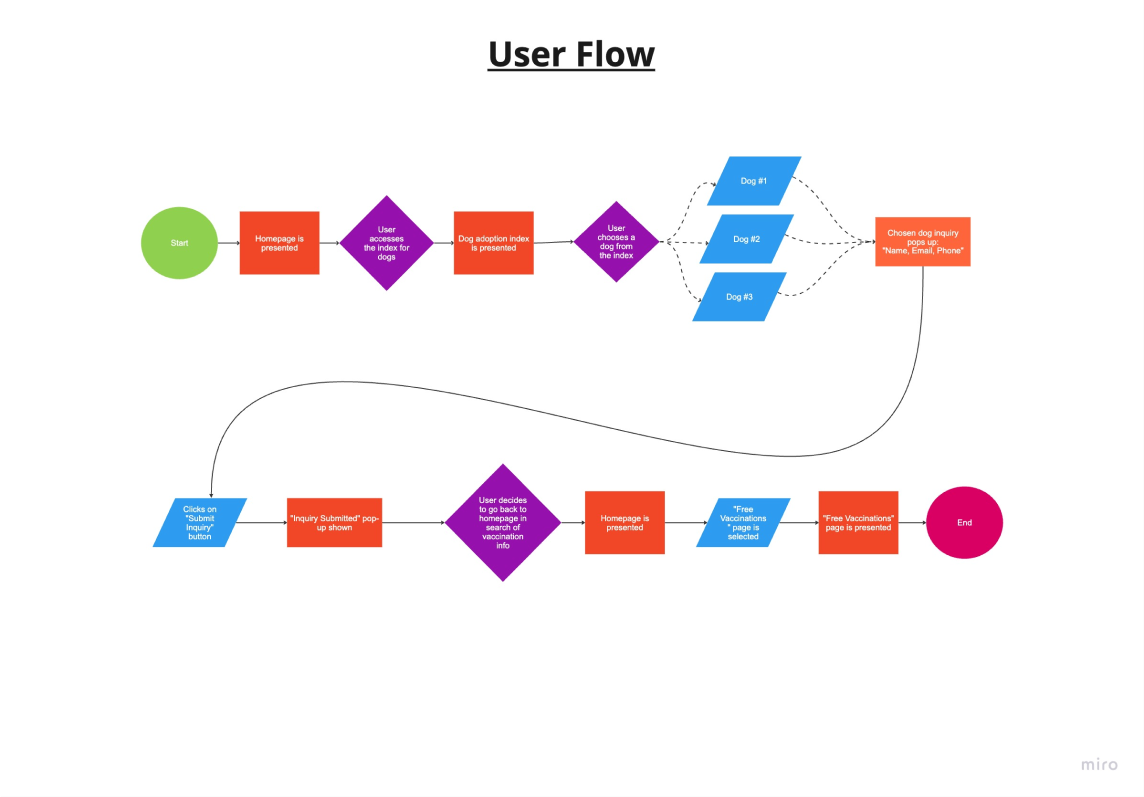 User Flow
Start
Homepage is
presented
User
accesses
the index for
dogs
Dog adoption index
is presented
User
chooses a
dog from
the index
Dog #1
Dog #2
Dog #3
Chosen dog inquiry
pops up:
"Name, Email, Phone"
Clicks on
"Submit
Inquiry"
button
"Inquiry Submitted" pop-
up shown
User decides
to go back to
homepage in
search of
vaccination
info
Homepage is
presented
"Free
Vaccinations
" page is
selected
"Free Vaccinations"
page is presented
End
miro